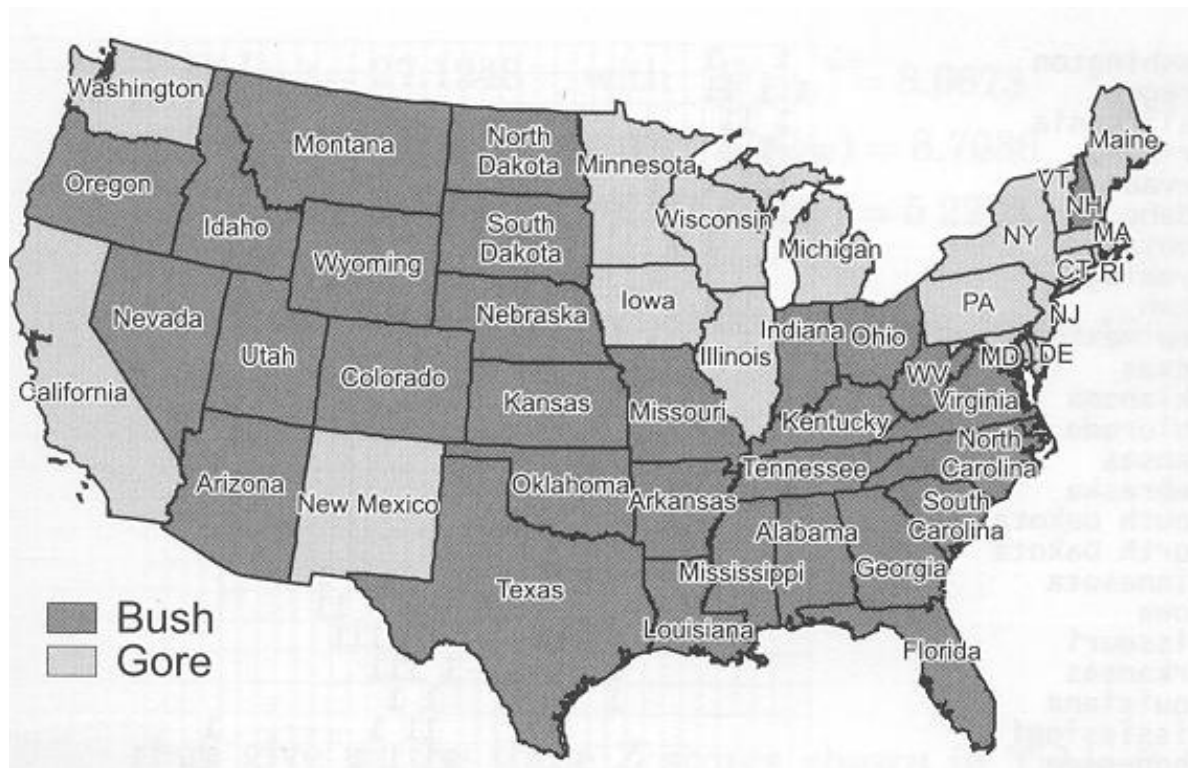 Washington
Montana
North
Dakota
Minnesota
Maine
Oregon
Idaho
VT
NH
South
Dakota
Wisconsin
Michigan
NY
MA
Wyoming
CT
RI
Iowa
PA
NJ
Nevada
Nebraska
Indiana
Ohio
Utah
Illinois
MD
DE
California
Colorado
WV
Kansas
Missouri
Virginia
Kentucky
North
Carolina
Arizona
New Mexico
Oklahoma
Tennessee
Arkansas
South
Carolina
Alabama
Texas
Mississippi
Georgia
Louisiana
Florida
Bush
Gore